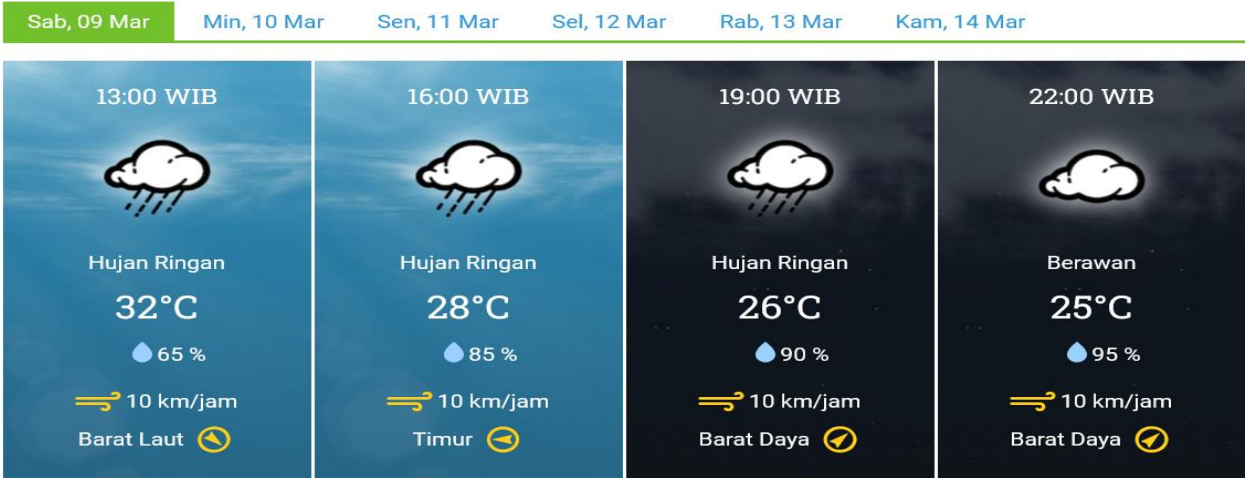 Sab, 09 Mar
Min, 10 Mar
Sen, 11 Mar
Sel, 12 Mar
Rab, 13 Mar
Kam, 14 Mar
13:00 WIB
Hujan Ringan
32°C
65 %
10 km/jam
Barat Laut
16:00 WIB
Hujan Ringan
28°C
85 %
10 km/jam
Timur
19:00 WIB
Hujan Ringan
26°C
90 %
10 km/jam
Barat Daya
22:00 WIB
Berawan
25°C
95 %
10 km/jam
Barat Daya